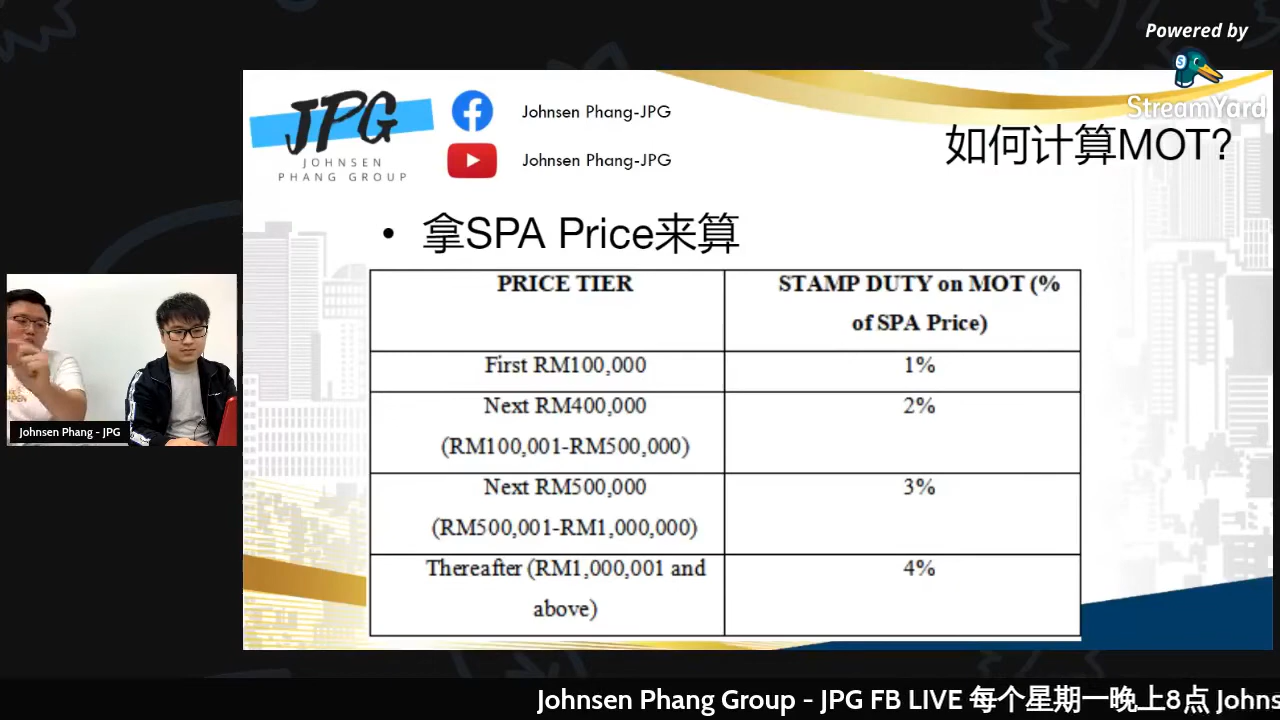 Powered by
StreamYard
JPG
JOHNSEN
PHANG GROUP
Johnsen Phang-JPG
Johnsen Phang-JPG
如何计算MOT?
• 拿SPA Price来算
PRICE TIER
STAMP DUTY on MOT (%
of SPA Price)
First RM100,000
1%
Next RM400,000
(RM100,001-RM500,000)
2%
Next RM500,000
(RM500,001-RM1,000,000)
3%
Thereafter (RM1,000,001 and
above)
4%
Johnsen Phang - JPG
Johnsen Phang Group - JPG FB LIVE 每个星期一晚上8点 Johns